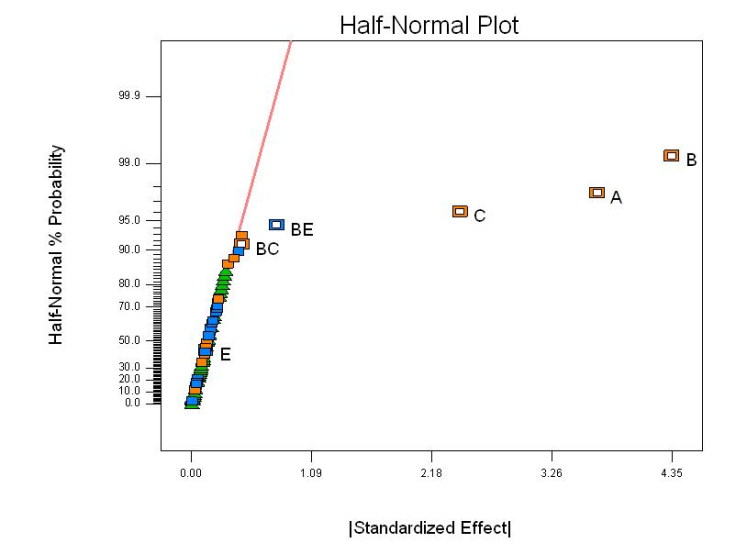 Half-Normal Plot
Half-Normal % Probability
99.9
99.0
95.0
90.0
80.0
70.0
50.0
30.0
20.0
10.0
0.0
B
A
C
BE
BC
E
0.00 1.09 2.18 3.26 4.35
|Standardized Effect|